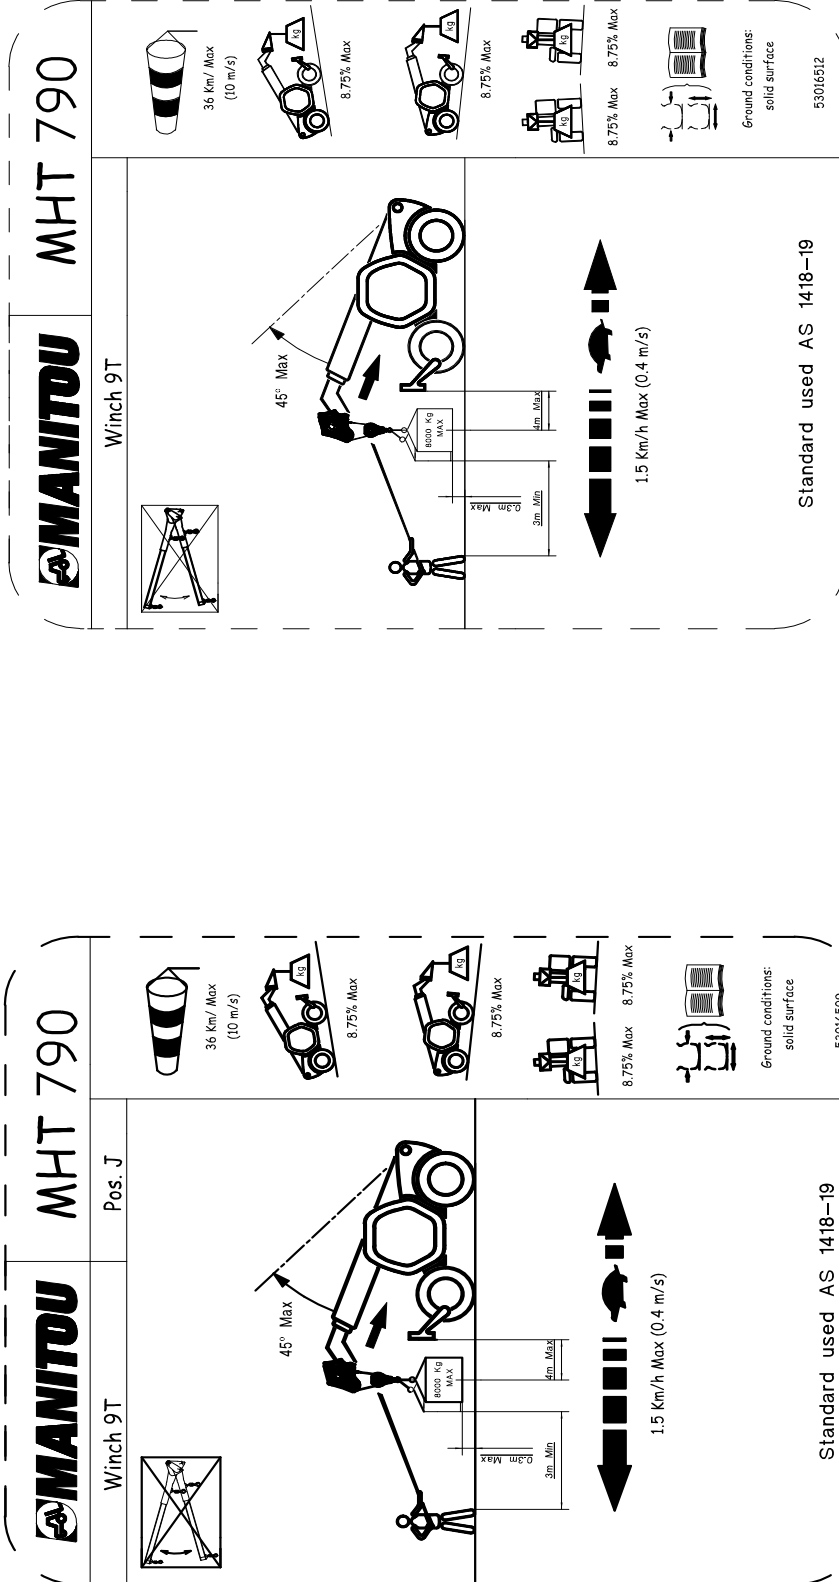 MANITOU
MHT 790
Winch 9T
45° Max
8000 Kg
MAX
0.3m Max
3m Min
4m Max
1.5 Km/h Max (0.4 m/s)
Standard used AS 1418-19
36 Km/ Max
(10 m/s)
kg
8.75% Max
kg
8.75% Max
kg
8.75% Max
kg
8.75% Max
Ground conditions:
solid surface
53016512
MANITOU
MHT 790
Winch 9T
Pos. J
45° Max
8000 Kg
MAX
0.3m Max
3m Min
4m Max
1.5 Km/h Max (0.4 m/s)
Standard used AS 1418-19
36 Km/ Max
(10 m/s)
kg
8.75% Max
kg
8.75% Max
kg
8.75% Max
kg
8.75% Max
Ground conditions:
solid surface